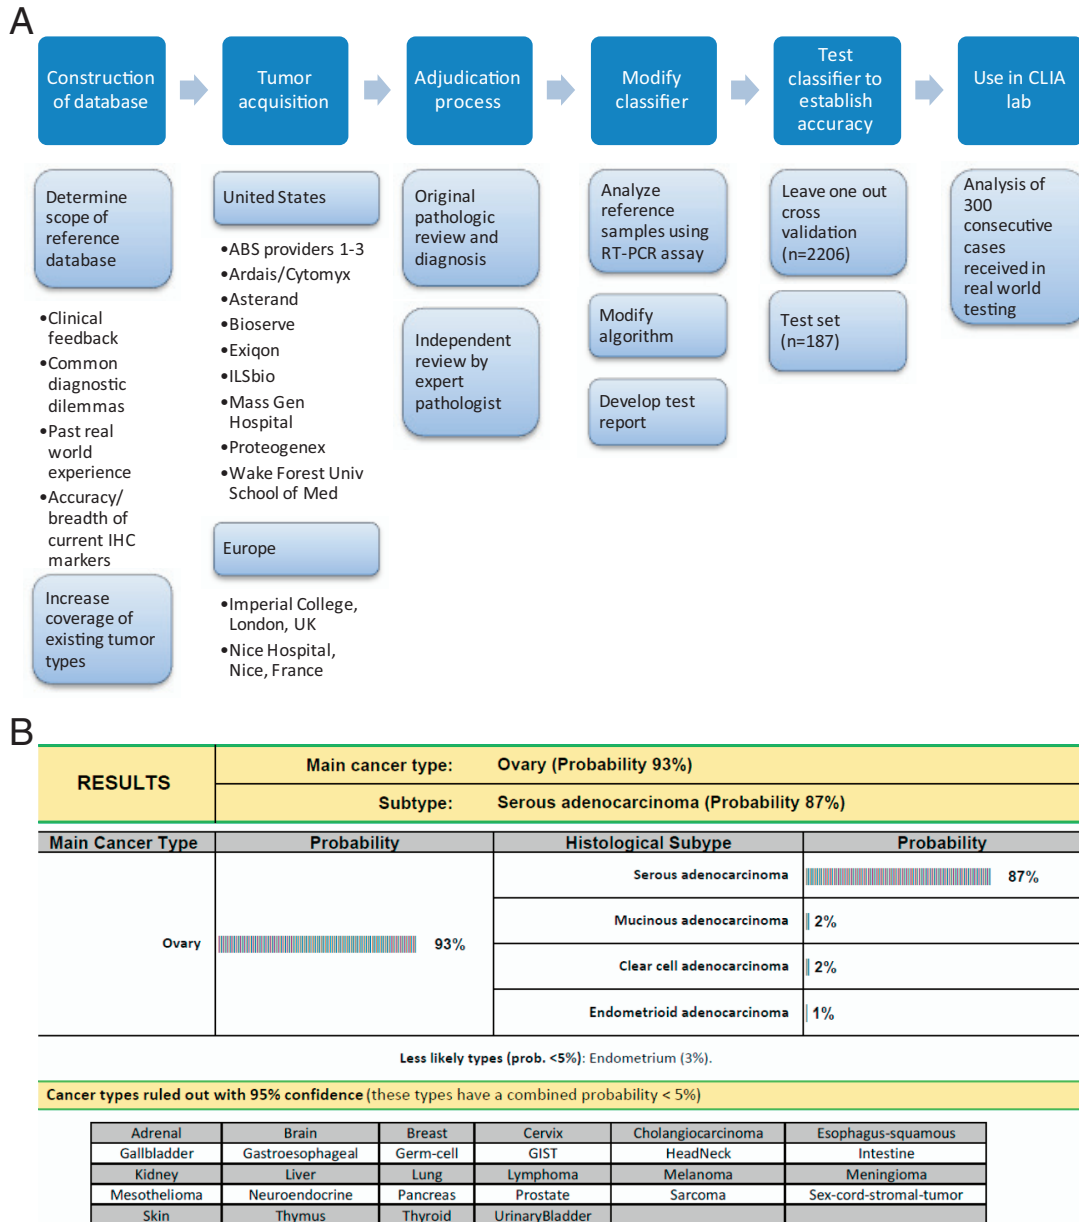 A
Construction
of database
Tumor
acquisition
Adjudication
process
Modify
classifier
Test
classifier to
establish
accuracy
Use in CLIA
lab
Determine
scope of
reference
database
•Clinical
feedback
•Common
diagnostic
dilemmas
•Past real
world
experience
•Accuracy/
breadth of
current IHC
markers
Increase
coverage of
existing tumor
types
United States
•ABS providers 1-3
•Ardais/Cytomyx
•Asterand
•Bioserve
•Exiqon
•ILSbio
•Mass Gen
Hospital
•Proteogenex
•Wake Forest Univ
School of Med
Europe
•Imperial College,
London, UK
•Nice Hospital,
Nice, France
Original
pathologic
review and
diagnosis
Independent
review by
expert
pathologist
Analyze
reference
samples using
RT-PCR assay
Modify
algorithm
Develop test
report
Leave one out
cross
validation
(n=2206)
Test set
(n=187)
Analysis of
300
consecutive
cases
received in
real world
testing
B
RESULTS
Main cancer type: Ovary (Probability 93%)
Subtype: Serous adenocarcinoma (Probability 87%)
Main Cancer Type Probability Histological Subype Probability
Serous adenocarcinoma 87%
Mucinous adenocarcinoma 2%
Ovary 93%
Clear cell adenocarcinoma 2%
Endometrioid adenocarcinoma 1%
Less likely types (prob. <5%): Endometrium (3%).
Cancer types ruled out with 95% confidence (these types have a combined probability < 5%)
Adrenal Brain Breast Cervix Cholangiocarcinoma Esophagus-squamous
Gallbladder Gastroesophageal Germ-cell GIST HeadNeck Intestine
Kidney Liver Lung Lymphoma Melanoma Meningioma
Mesothelioma Neuroendocrine Pancreas Prostate Sarcoma Sex-cord-stromal-tumor
Skin Thymus Thyroid UrinaryBladder